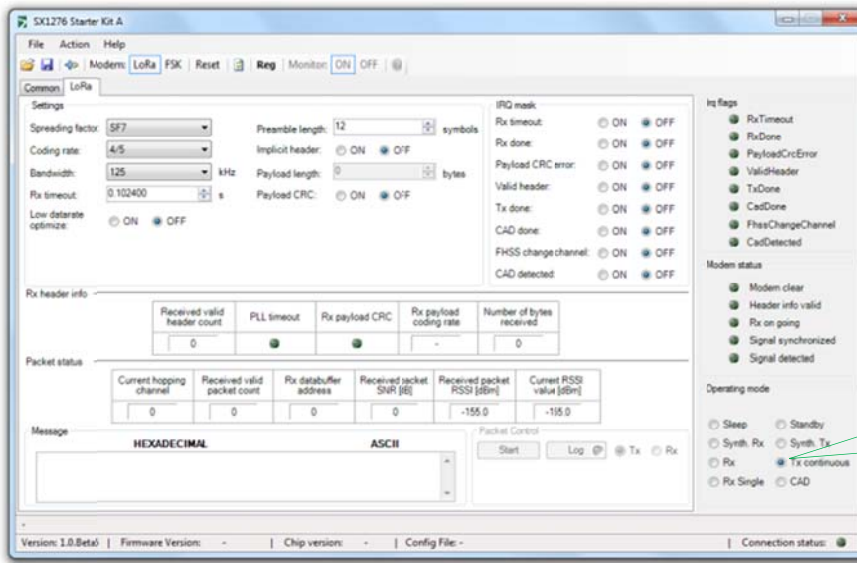 SX1276 Starter Kit A
File Action Help
Modem: LoRa FSK Reset Reg Monitor: ON OFF
Common LoRa
Settings
Spreading factor: SF7
Coding rate: 4/5
Bandwidth: 125 kHz
Rx timeout: 0.102400 s
Low datarate optimize: ON OFF
Preamble length: 12 symbols
Implicit header: ON OFF
Payload length: 0 bytes
Payload CRC: ON OFF
IRQ mask
Rx timeout: ON OFF
Rx done: ON OFF
Payload CRC error: ON OFF
Valid header: ON OFF
Tx done: ON OFF
CAD done: ON OFF
FHSS change channel: ON OFF
CAD detected: ON OFF
Irq flags
RxTimeout
RxDone
PayloadCrcError
ValidHeader
TxDone
CadDone
FhssChangeChannel
CadDetected
Modem status
Modem clear
Header info valid
Rx on going
Signal synchronized
Signal detected
Rx header info
Received valid header count PLL timeout Rx payload CRC Rx payload coding rate Number of bytes received
0 - 0
Packet status
Current hopping channel Received valid packet count Rx databuffer address Received packet SNR [dB] Received packet RSSI [dBm] Current RSSI value [dBm]
0 0 0 0 -155.0
Message
HEXADECIMAL ASCII
Packet Control
Start Log Tx Rx
Operating mode
Sleep Standby
Synth. Rx Synth. Tx
Rx Tx continuous
Rx Single CAD
-
Version: 1.0.Beta5 | Firmware Version: - | Chip version: - | Config File: - | Connection status: